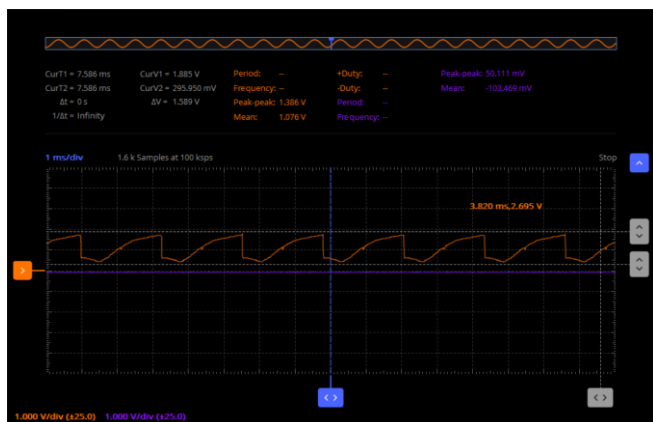 CurT1 = 7.586 ms CurV1 = 1.885 V Period: -- +Duty: -- Peak-peak: 50.111 mV
CurT2 = 7.586 ms CurV2 = 295.950 mV Frequency: -- -Duty: -- Mean: -103.469 mV
Δt = 0 s ΔV = 1.589 V Peak-peak: 1.386 V Period: --
1/Δt = Infinity Mean: 1.076 V Frequency: --
1 ms/div 1.6 k Samples at 100 ksps Stop
3.820 ms,2.695 V
1.000 V/div (±25.0) 1.000 V/div (±25.0)